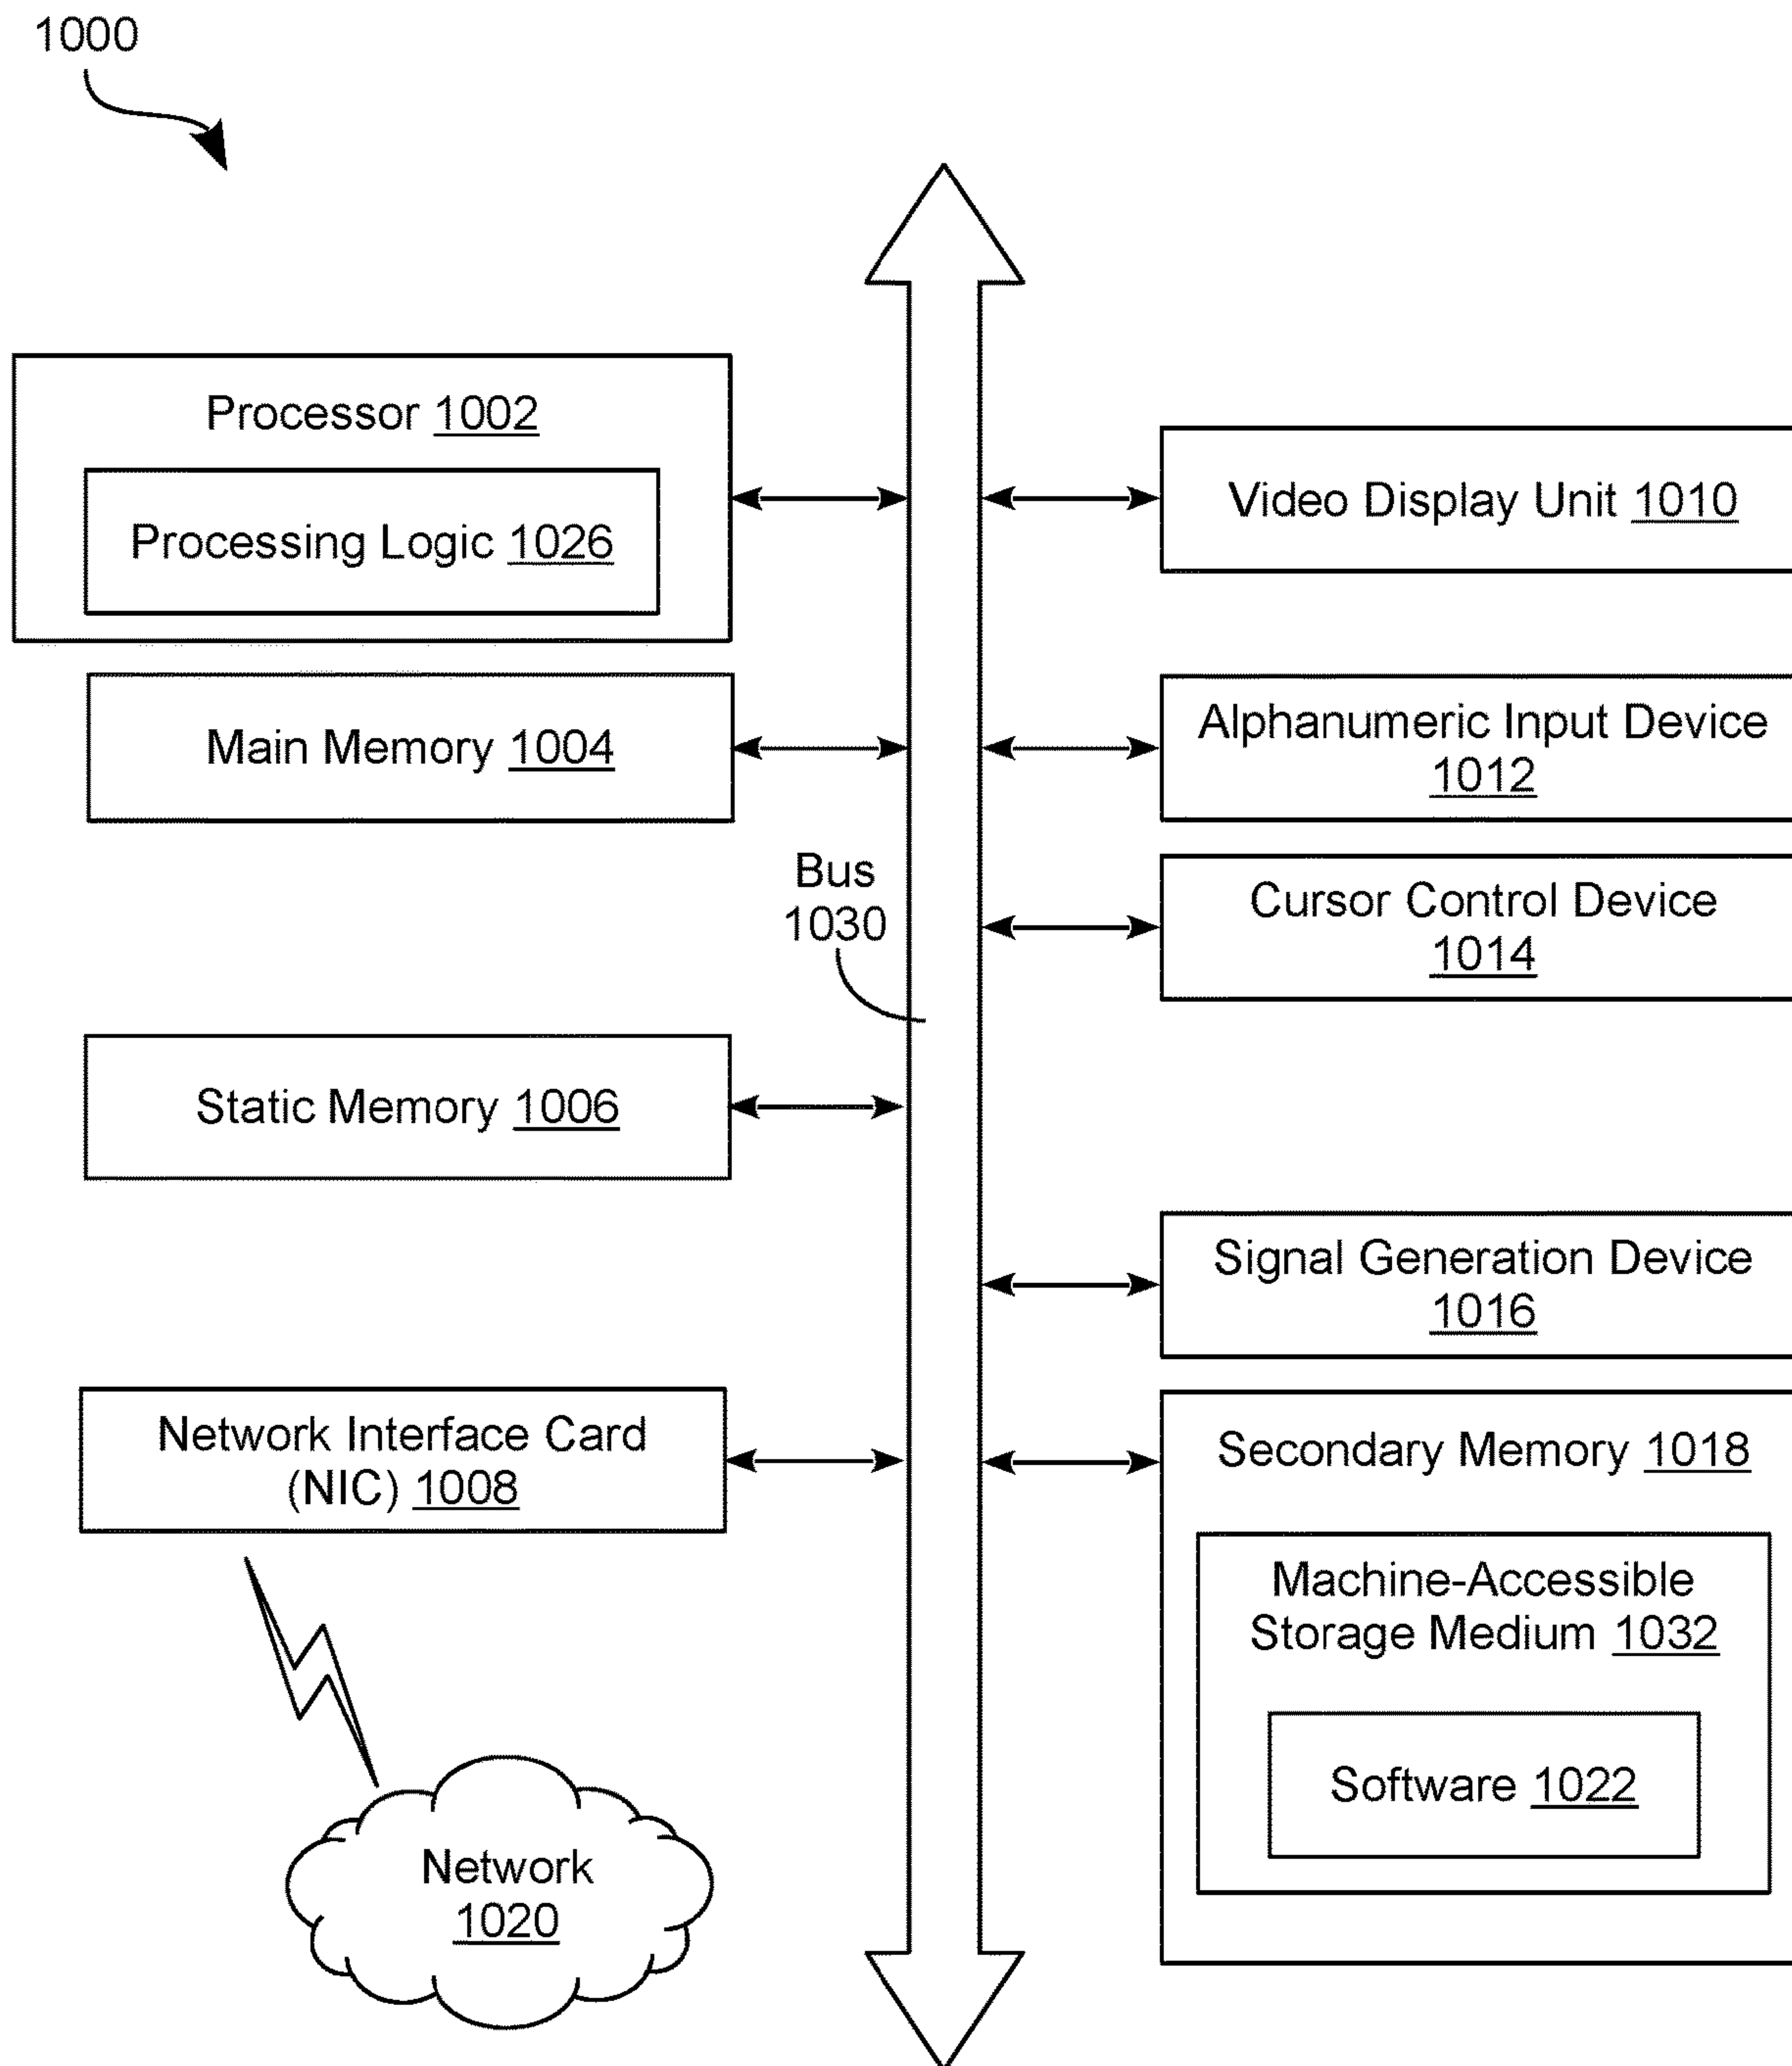 1000
Processor 1002
Processing Logic 1026
Main Memory 1004
Bus
1030
Static Memory 1006
Network Interface Card
(NIC) 1008
Network
1020
Video Display Unit 1010
Alphanumeric Input Device
1012
Cursor Control Device
1014
Signal Generation Device
1016
Secondary Memory 1018
Machine-Accessible
Storage Medium 1032
Software 1022